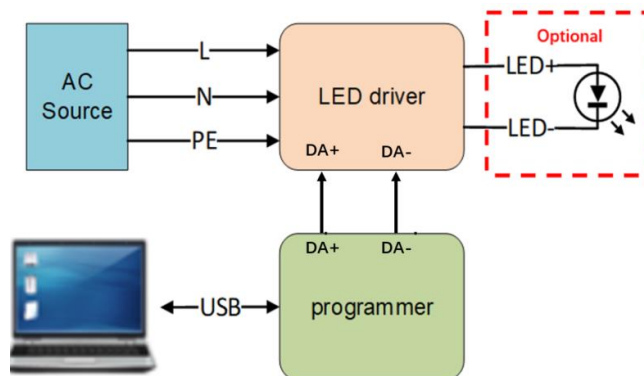 Optional
AC
Source
L
N
PE
LED driver
DA+ DA-
LED+
LED-
DA+ DA-
programmer
USB